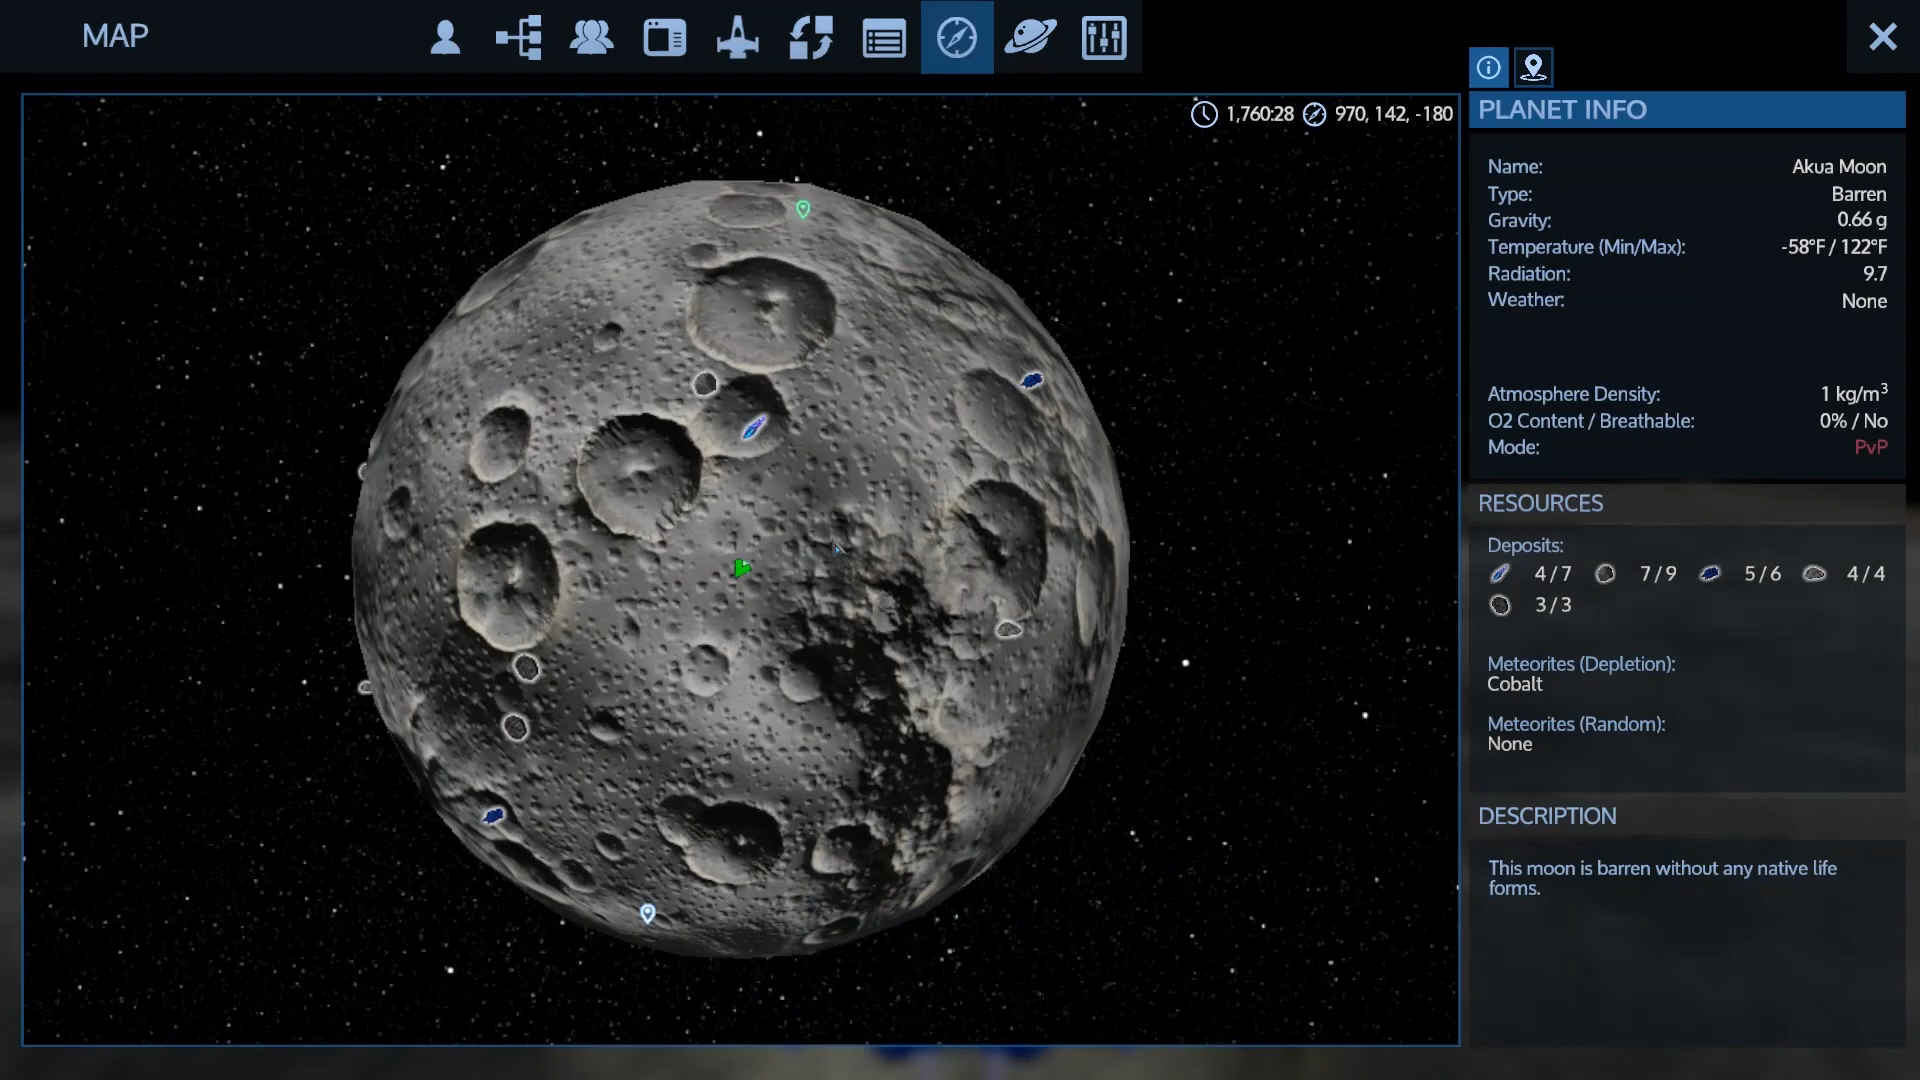 MAP
1,760:28 970, 142, -180
PLANET INFO
Name: Akua Moon
Type: Barren
Gravity: 0.66 g
Temperature (Min/Max): -58°F / 122°F
Radiation: 9.7
Weather: None
Atmosphere Density: 1 kg/m³
O2 Content / Breathable: 0% / No
Mode: PvP
RESOURCES
Deposits:
4 / 7 7 / 9 5 / 6 4 / 4
3 / 3
Meteorites (Depletion):
Cobalt
Meteorites (Random):
None
DESCRIPTION
This moon is barren without any native life
forms.